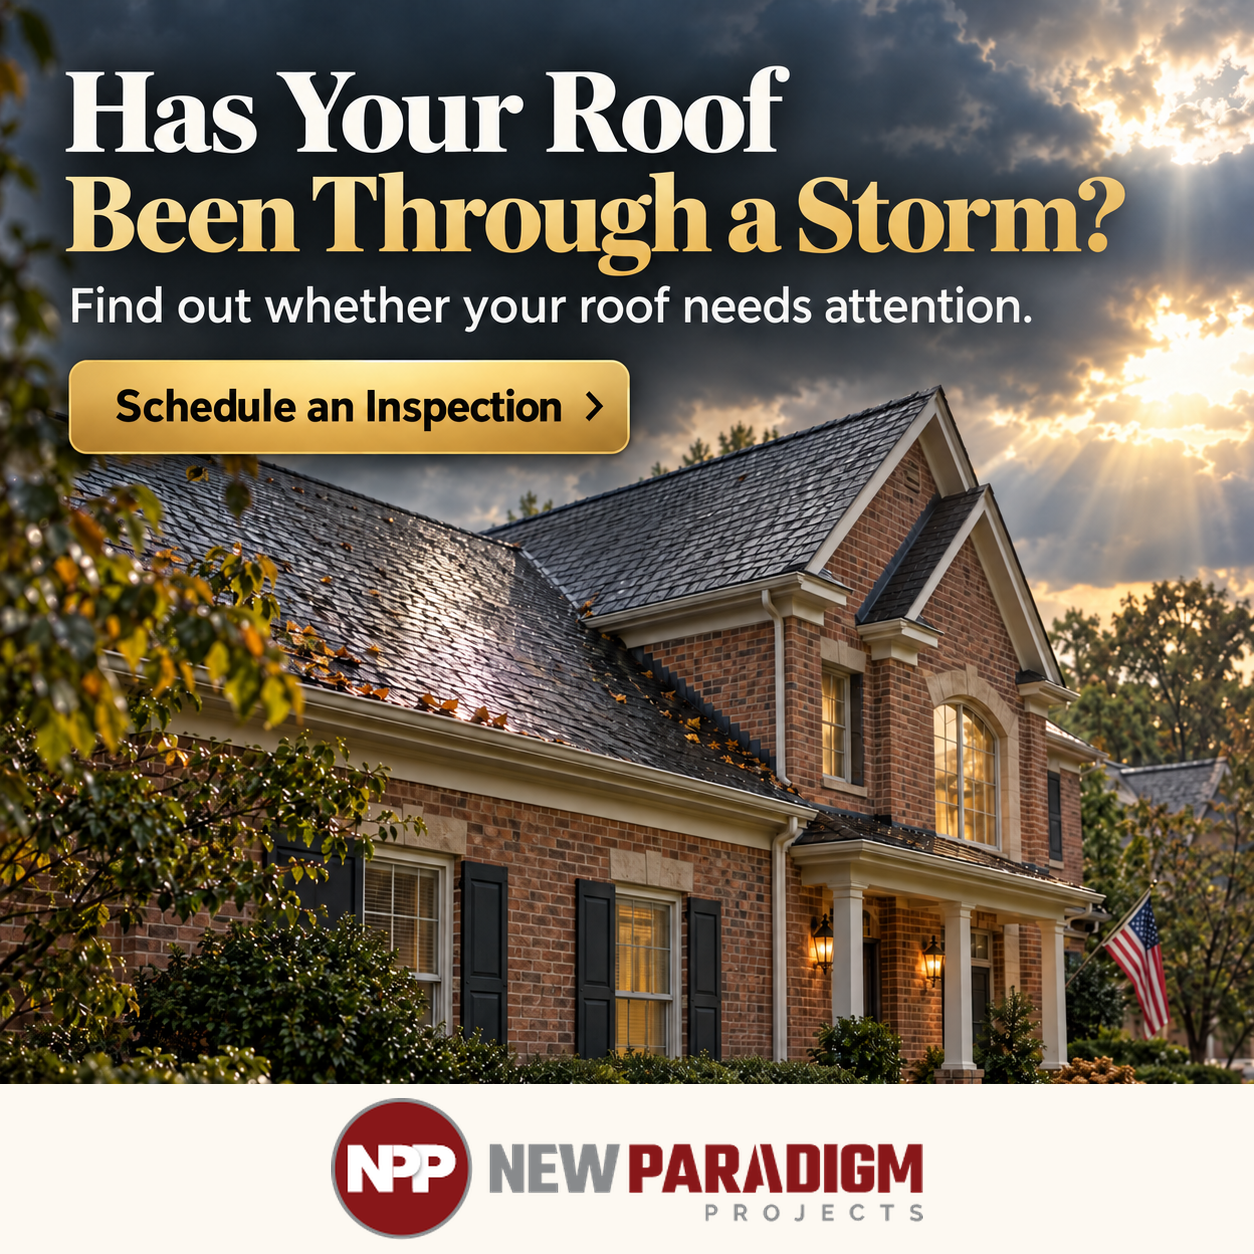 Has Your Roof
Been Through a Storm?
Find out whether your roof needs attention.
Schedule an Inspection
NPP NEW PARADIGM
PROJECTS